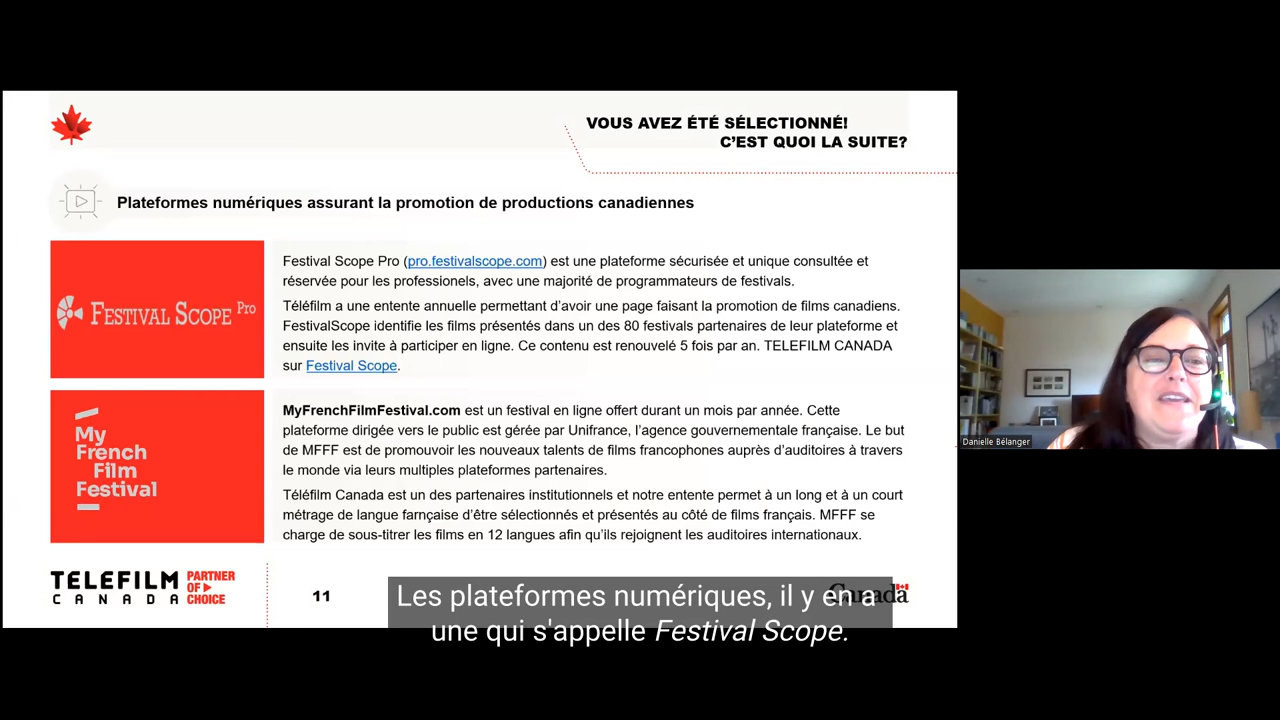 VOUS AVEZ ÉTÉ SÉLECTIONNÉ!
C'EST QUOI LA SUITE?
Plateformes numériques assurant la promotion de productions canadiennes
FESTIVAL SCOPE Pro
Festival Scope Pro (pro.festivalscope.com) est une plateforme sécurisée et unique consultée et
réservée pour les professionels, avec une majorité de programmateurs de festivals.
Téléfilm a une entente annuelle permettant d'avoir une page faisant la promotion de films canadiens.
FestivalScope identifie les films présentés dans un des 80 festivals partenaires de leur plateforme et
ensuite les invite à participer en ligne. Ce contenu est renouvelé 5 fois par an. TELEFILM CANADA
sur Festival Scope.
My
French
Film
Festival
MyFrenchFilmFestival.com est un festival en ligne offert durant un mois par année. Cette
plateforme dirigée vers le public est gérée par Unifrance, l'agence gouvernementale française. Le but
de MFFF est de promouvoir les nouveaux talents de films francophones auprès d'auditoires à travers
le monde via leurs multiples plateformes partenaires.
Téléfilm Canada est un des partenaires institutionnels et notre entente permet à un long et à un court
métrage de langue farnçaise d'être sélectionnés et présentés au côté de films français. MFFF se
charge de sous-titrer les films en 12 langues afin qu'ils rejoignent les auditoires internationaux.
Danielle Bélanger
TELEFILM
CANADA
PARTNER
OF
CHOICE
11
Canada
Les plateformes numériques, il y en a
une qui s'appelle Festival Scope.